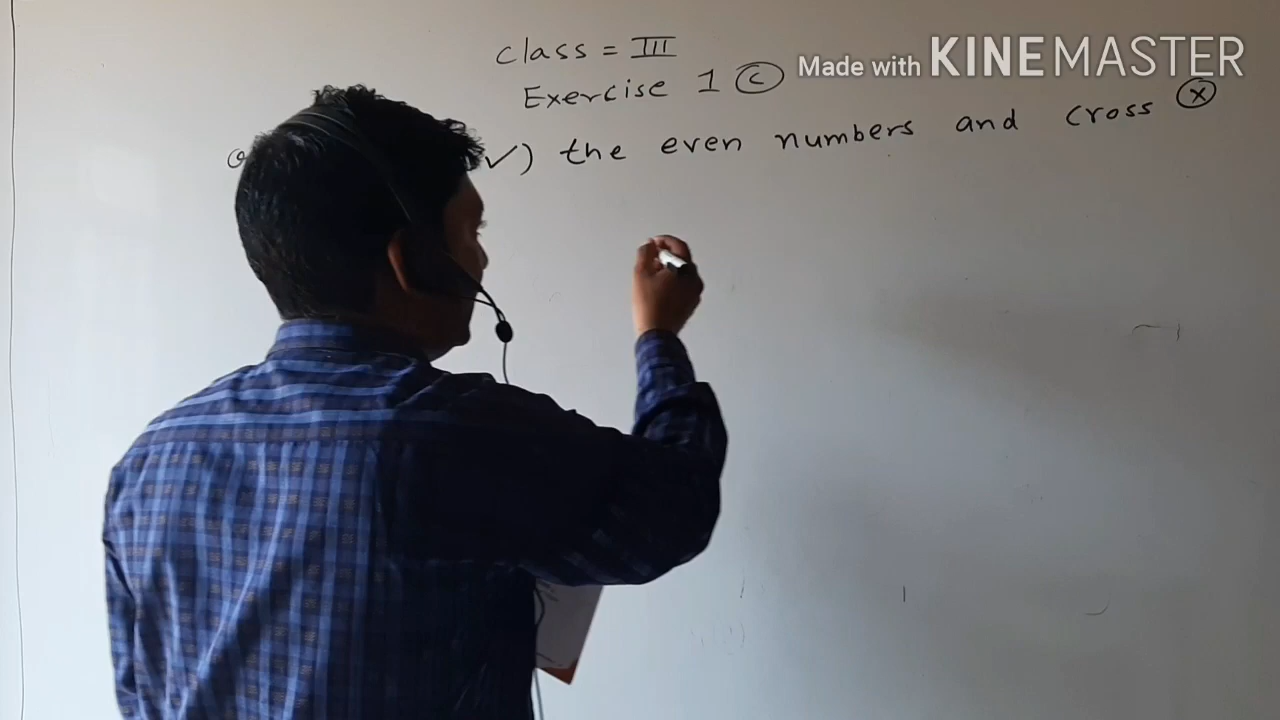 class = III
Made with KINEMASTER
Exercise 1 (C)
✓) the even numbers and cross (X)